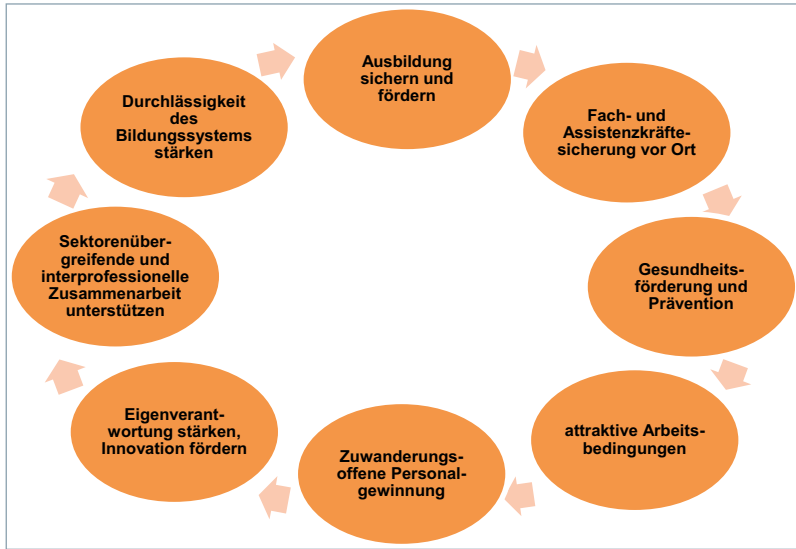 Ausbildung
sichern und
fördern
Fach- und
Assistenzkräfte-
sicherung vor Ort
Gesundheits-
förderung und
Prävention
attraktive Arbeits-
bedingungen
Zuwanderungs-
offene Personal-
gewinnung
Eigenverant-
wortung stärken,
Innovation fördern
Sektorenüber-
greifende und
interprofessionelle
Zusammenarbeit
unterstützen
Durchlässigkeit
des
Bildungssystems
stärken